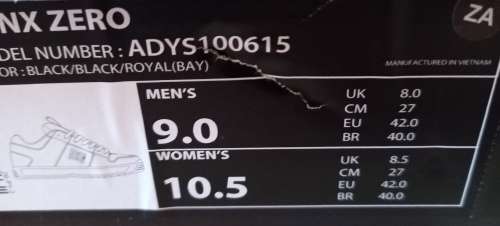 NX ZERO
ZA
DEL NUMBER : ADYS100615
OR : BLACK/BLACK/ROYAL(BAY)
MANUFACTURED IN VIETNAM
MEN'S
9.0
UK 8.0
CM 27
EU 42.0
BR 40.0
WOMEN'S
10.5
UK 8.5
CM 27
EU 42.0
BR 40.0